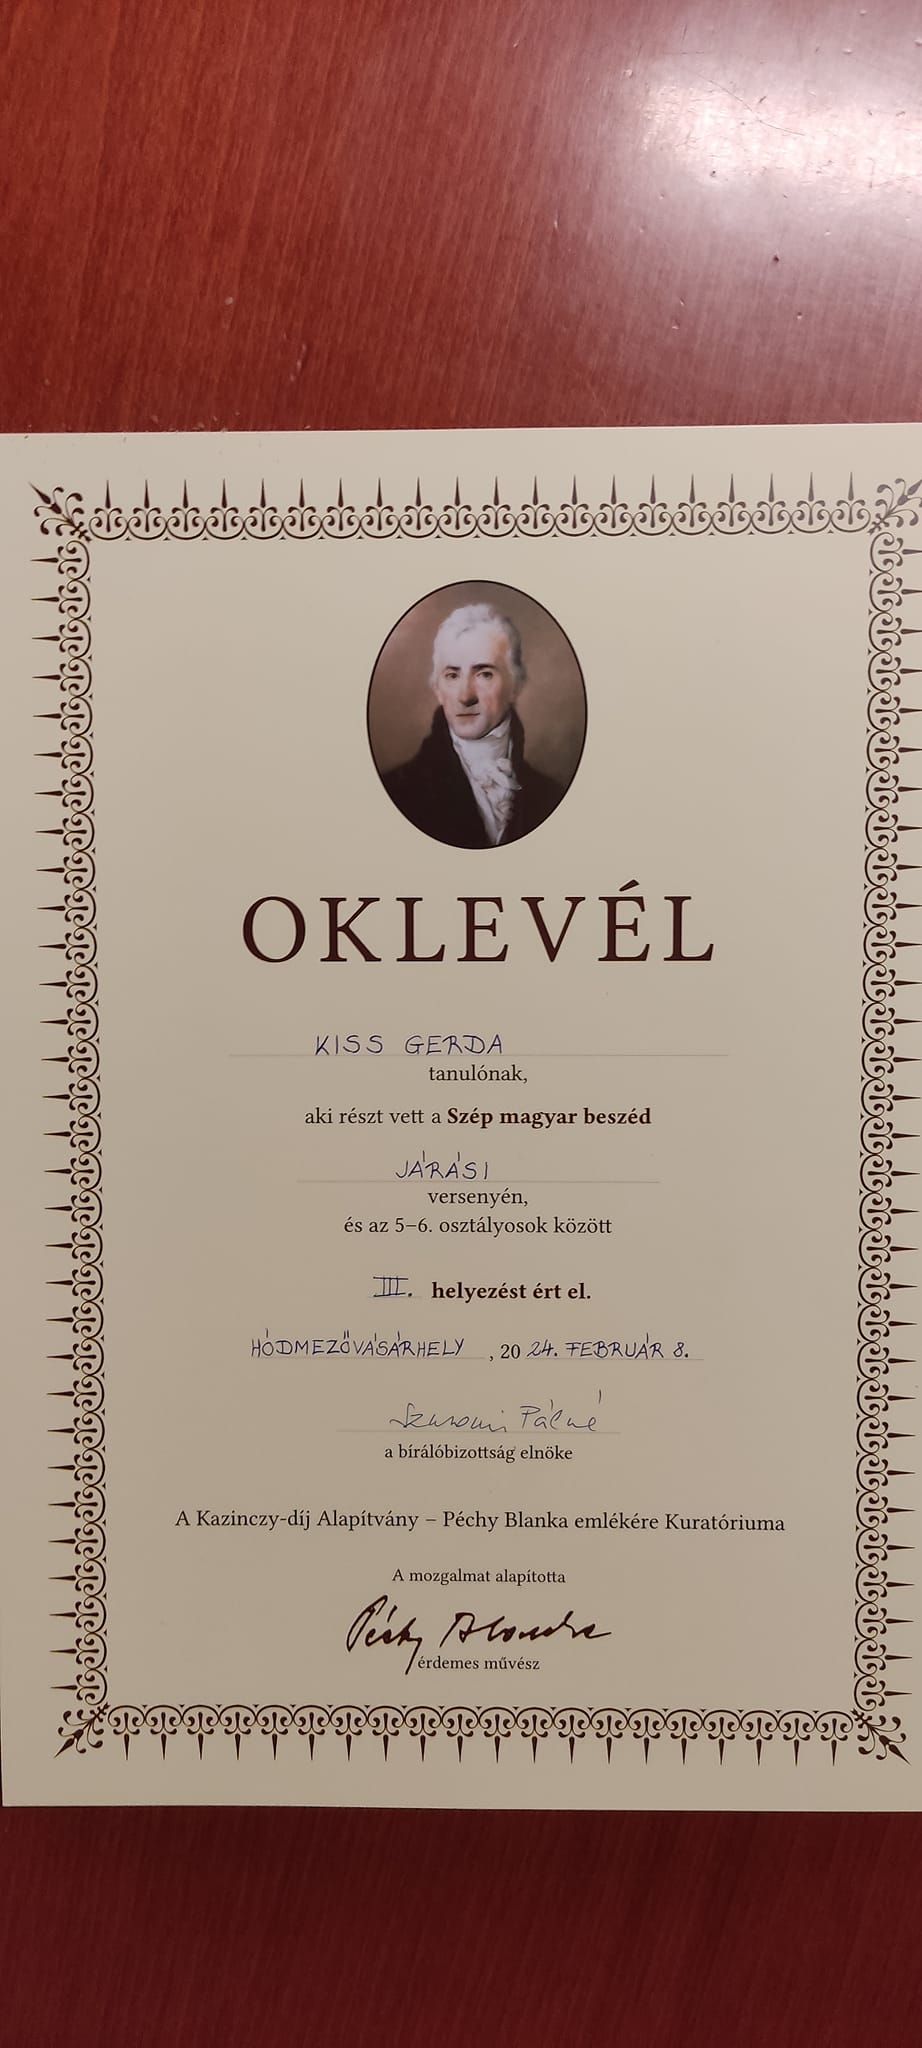 OKLEVÉL
KISS GERDA
tanulónak,
aki részt vett a Szép magyar beszéd
JÁRÁSI
versenyén,
és az 5–6. osztályosok között
III. helyezést ért el.
HÓDMEZŐVÁSÁRHELY, 2024. FEBRUÁR 8.
Pálné
a bírálóbizottság elnöke
A Kazinczy-díj Alapítvány – Péchy Blanka emlékére Kuratóriuma
A mozgalmat alapította
Péchy Blanka
érdemes művész